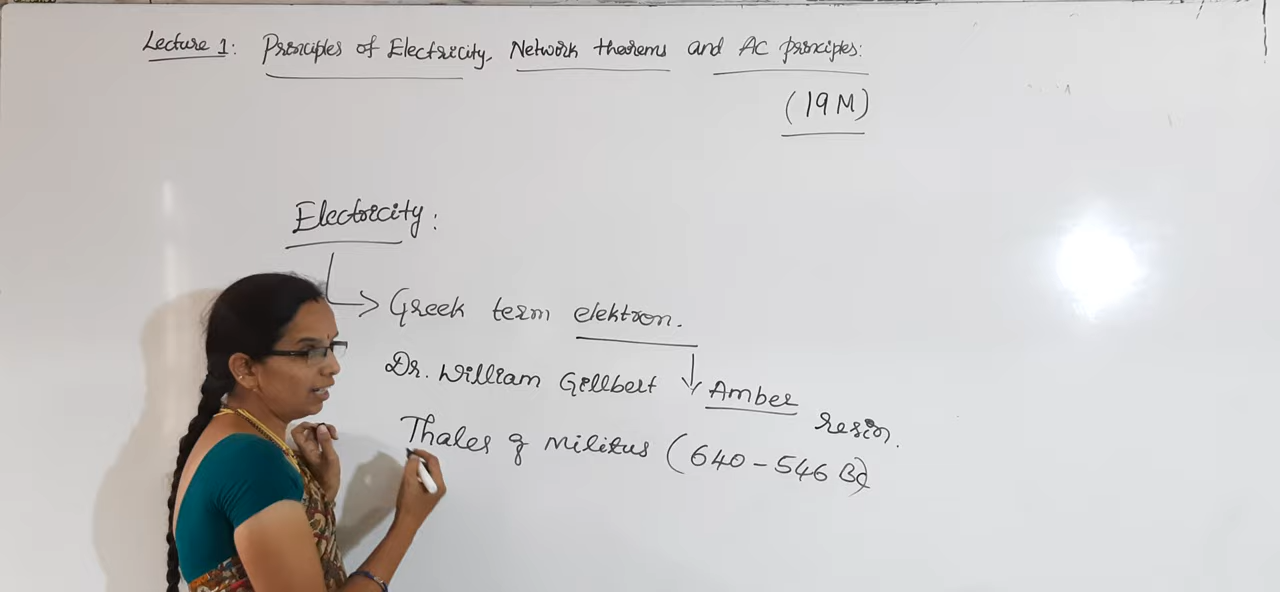 Lecture 1: Principles of Electricity, Network theorems and AC principles:
(19M)
Electricity:
Greek term elektron.
Dr. William Gillbert Amber resin.
Thales of Militus (640-546 BC)